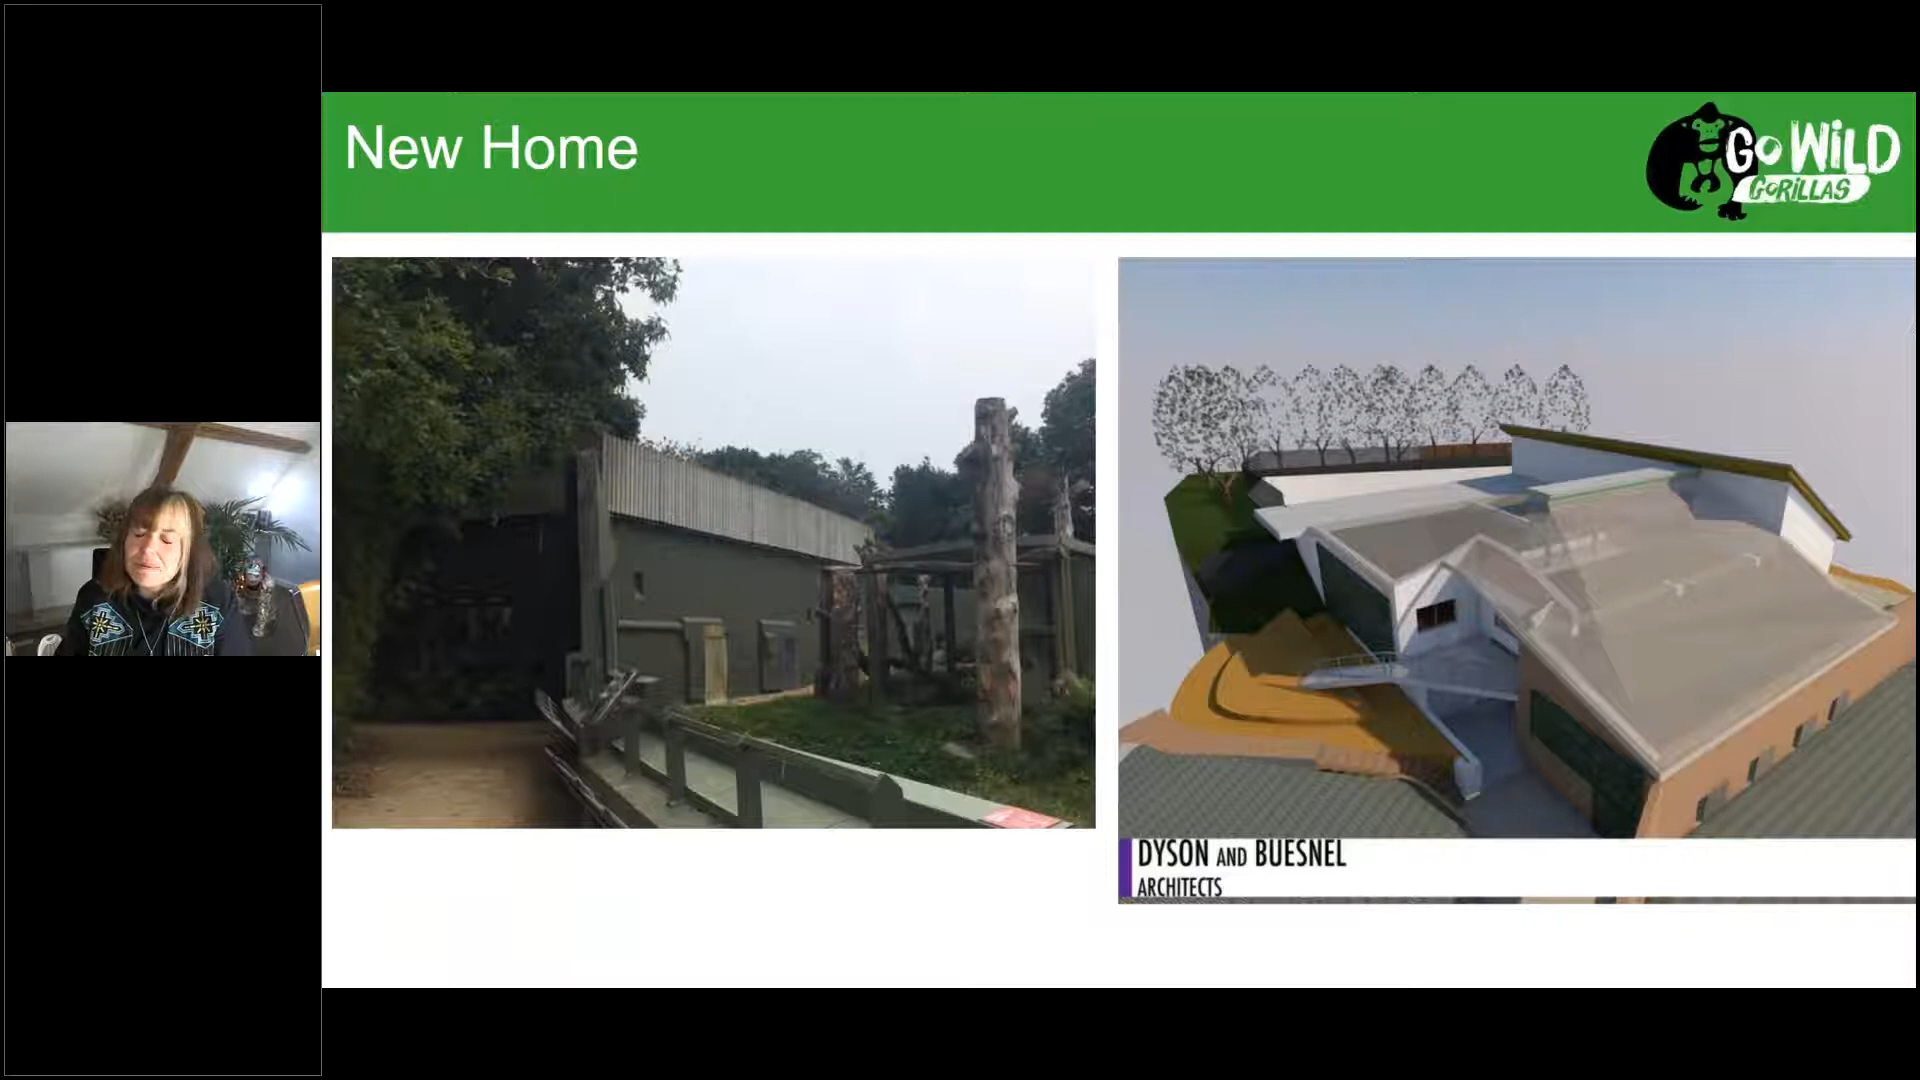 New Home
GO WiLD
GORiLLAS
DYSON AND BUESNEL
ARCHITECTS